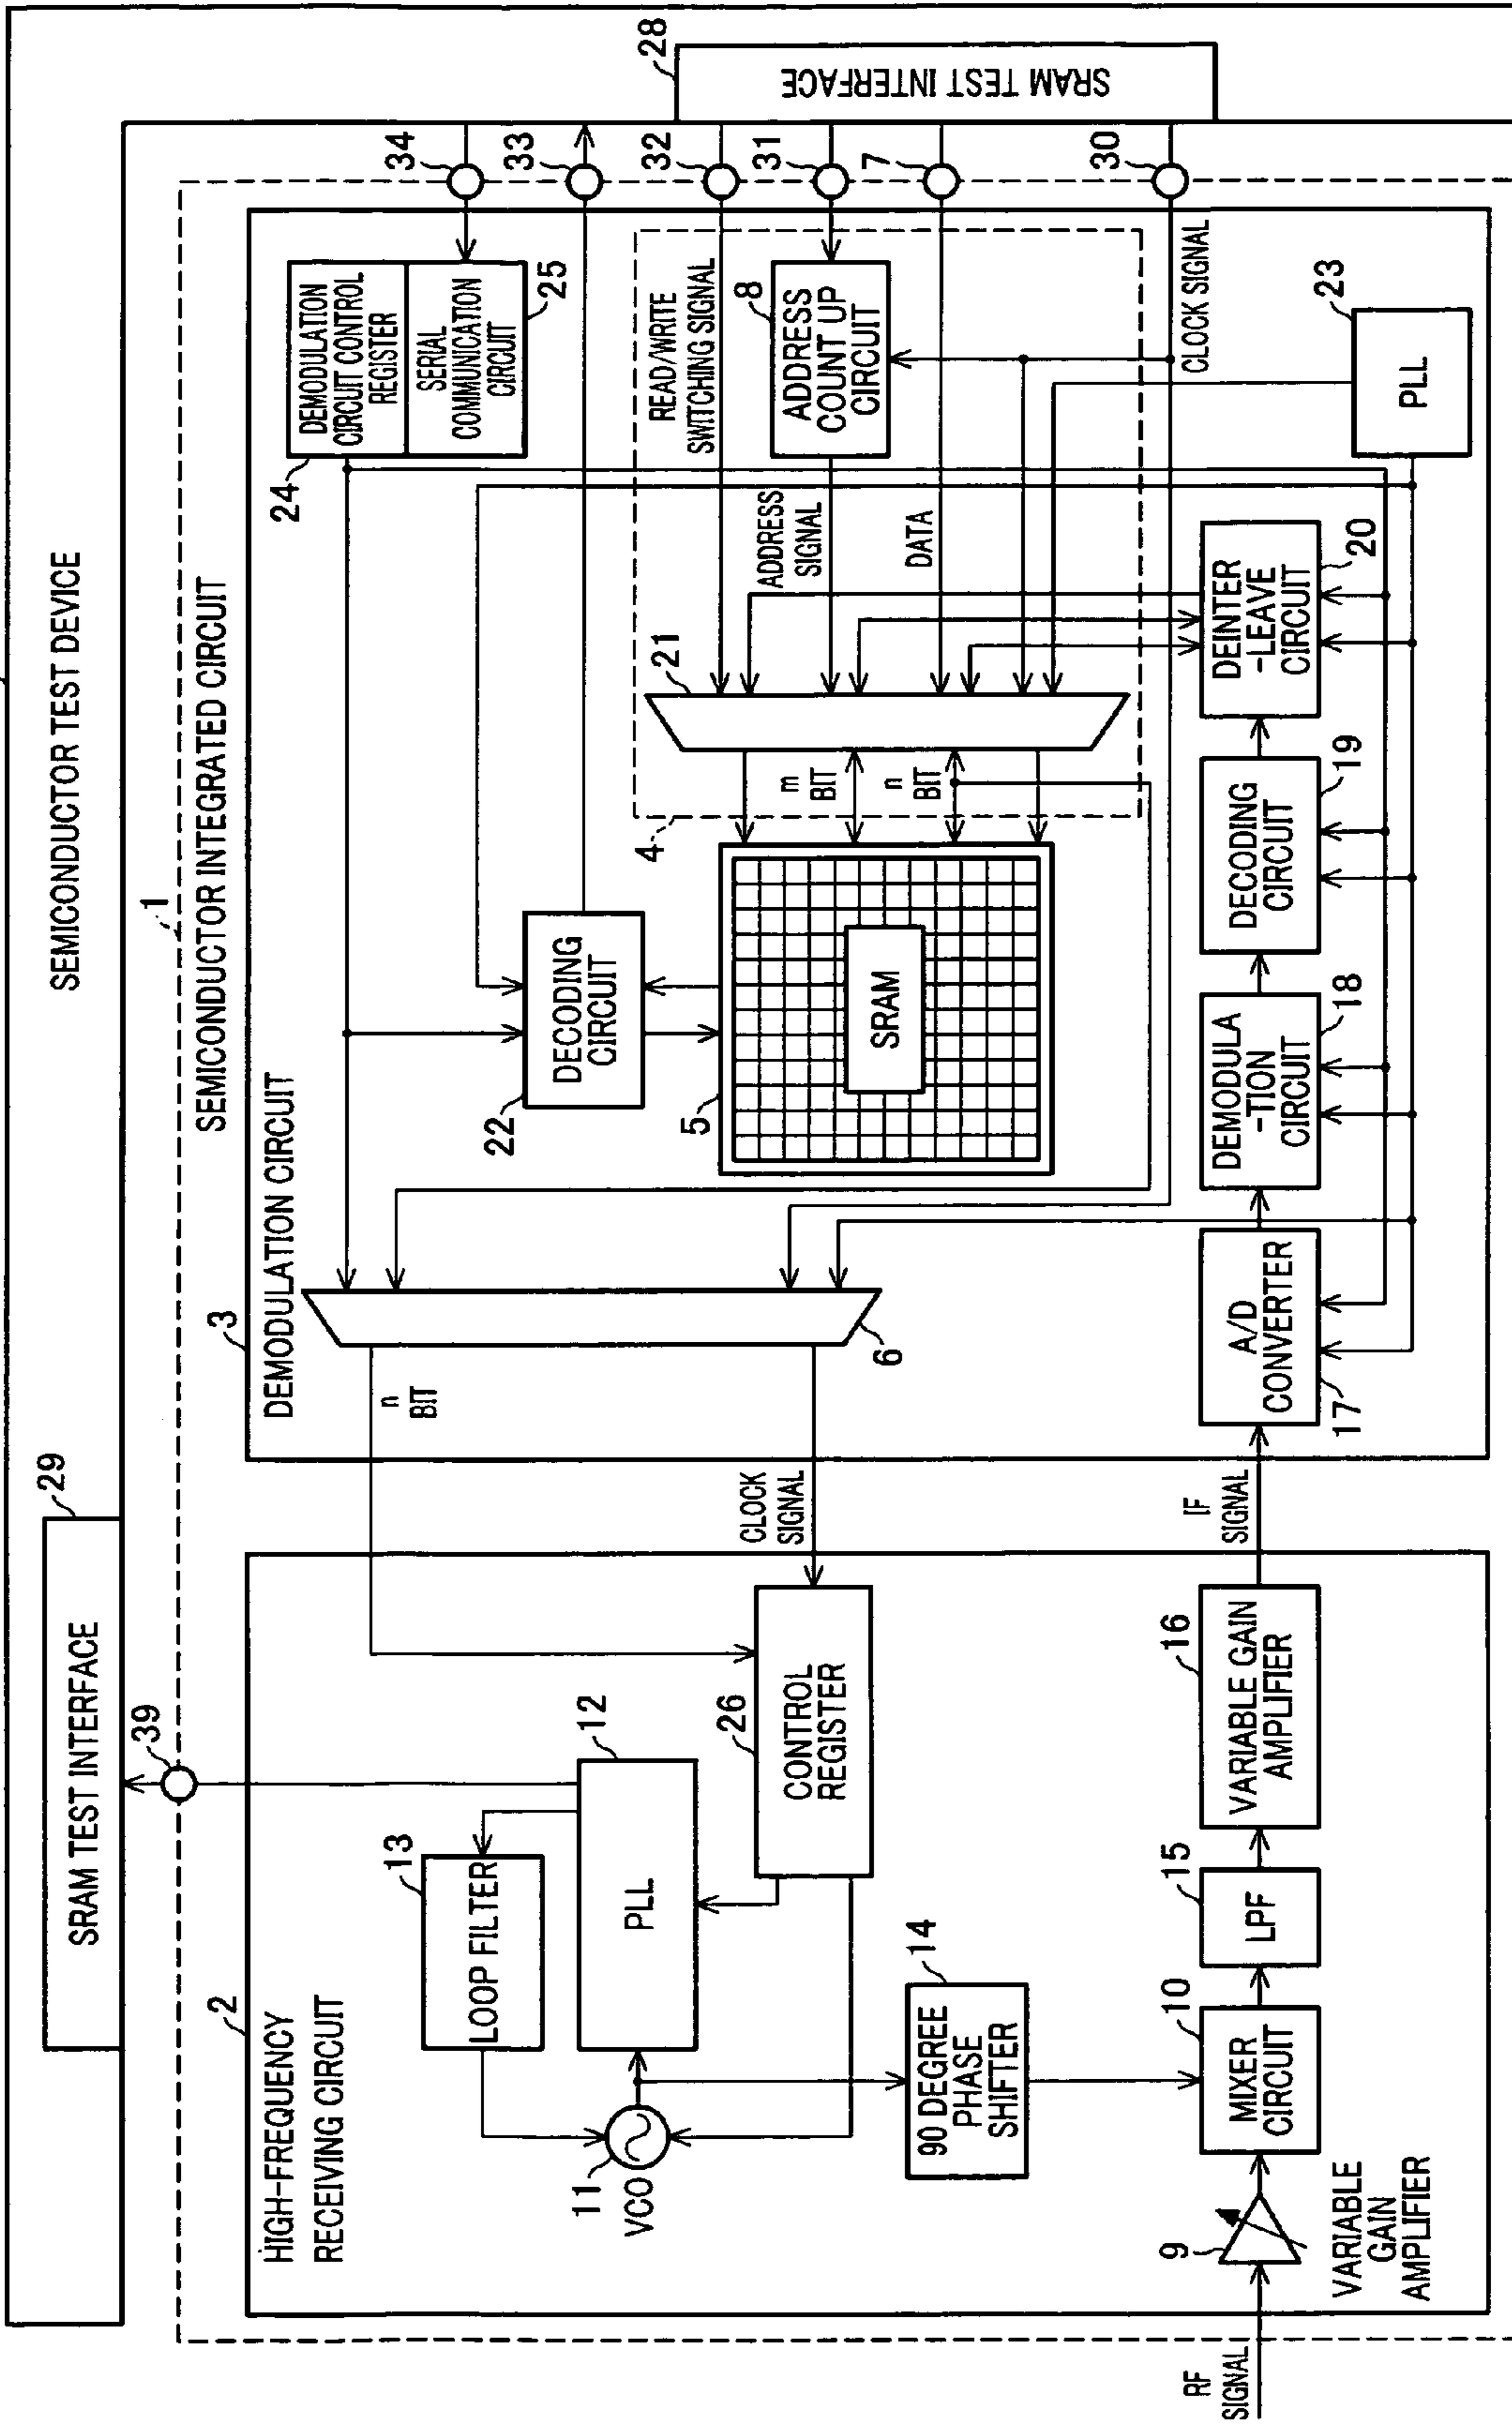 SEMICONDUCTOR TEST DEVICE
SRAM TEST INTERFACE
29
39
1
SEMICONDUCTOR INTEGRATED CIRCUIT
2
HIGH-FREQUENCY
RECEIVING CIRCUIT
13
LOOP FILTER
12
PLL
11
VCO
26
CONTROL
REGISTER
14
90 DEGREE
PHASE
SHIFTER
RF
SIGNAL
9
VARIABLE
GAIN
AMPLIFIER
10
MIXER
CIRCUIT
15
LPF
16
VARIABLE GAIN
AMPLIFIER
IF
SIGNAL
CLOCK
SIGNAL
n
BIT
3
DEMODULATION CIRCUIT
6
17
A/D
CONVERTER
18
DEMODULA
-TION
CIRCUIT
19
DECODING
CIRCUIT
20
DEINTER
-LEAVE
CIRCUIT
22
DECODING
CIRCUIT
5
SRAM
4
m
BIT
n
BIT
21
ADDRESS
SIGNAL
DATA
24
DEMODULATION
CIRCUIT CONTROL
REGISTER
SERIAL
COMMUNICATION
CIRCUIT
25
READ/WRITE
SWITCHING SIGNAL
8
ADDRESS
COUNT UP
CIRCUIT
CLOCK SIGNAL
23
PLL
34
33
32
31
7
30
28
SRAM TEST INTERFACE